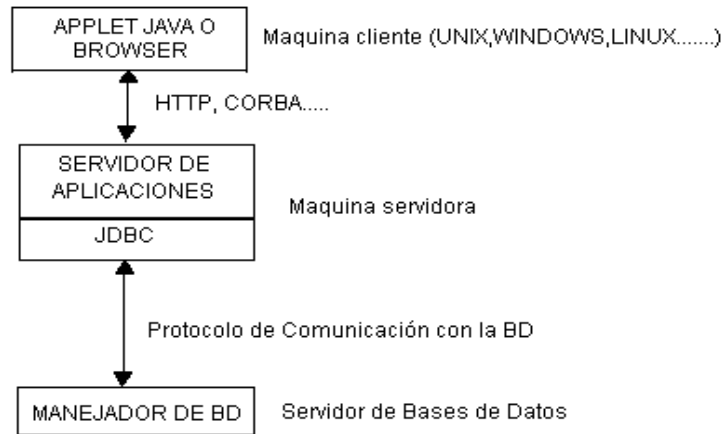 APPLET JAVA O
BROWSER
Maquina cliente (UNIX,WINDOWS,LINUX.......)
HTTP, CORBA.....
SERVIDOR DE
APLICACIONES
Maquina servidora
JDBC
Protocolo de Comunicación con la BD
MANEJADOR DE BD
Servidor de Bases de Datos